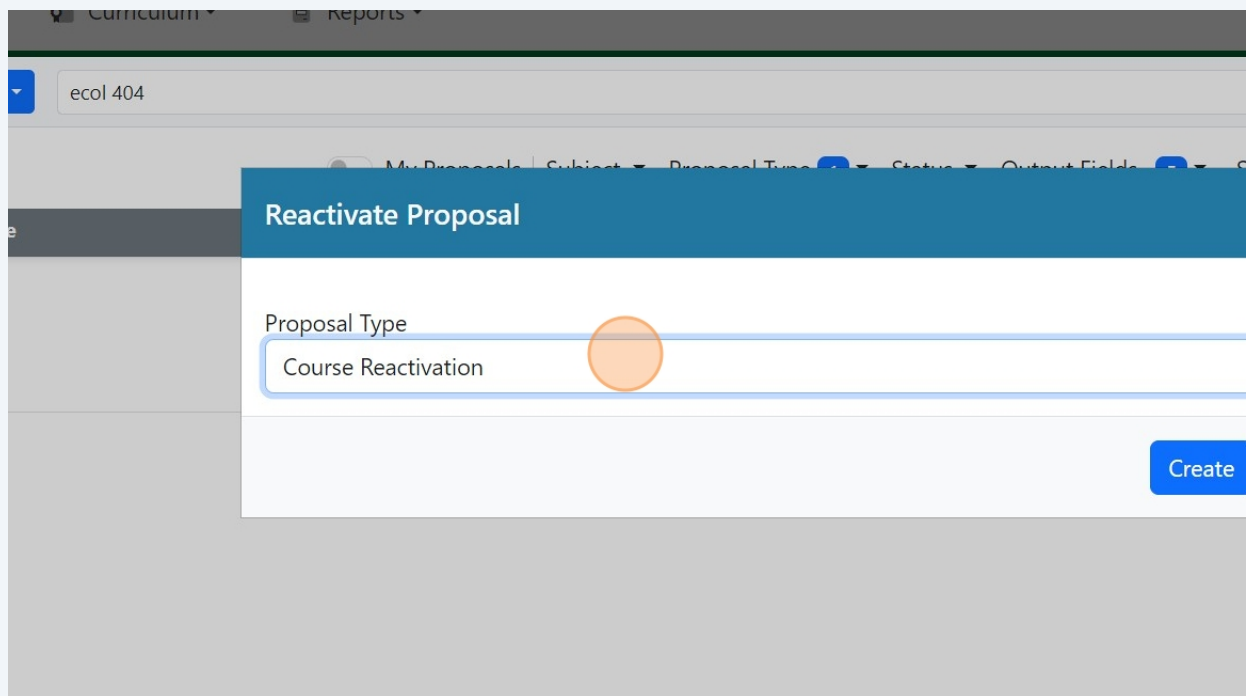 Curriculum Reports
ecol 404
My Proposals Subject Proposal Type Status Output Fields
e
Reactivate Proposal
Proposal Type
Course Reactivation
Create